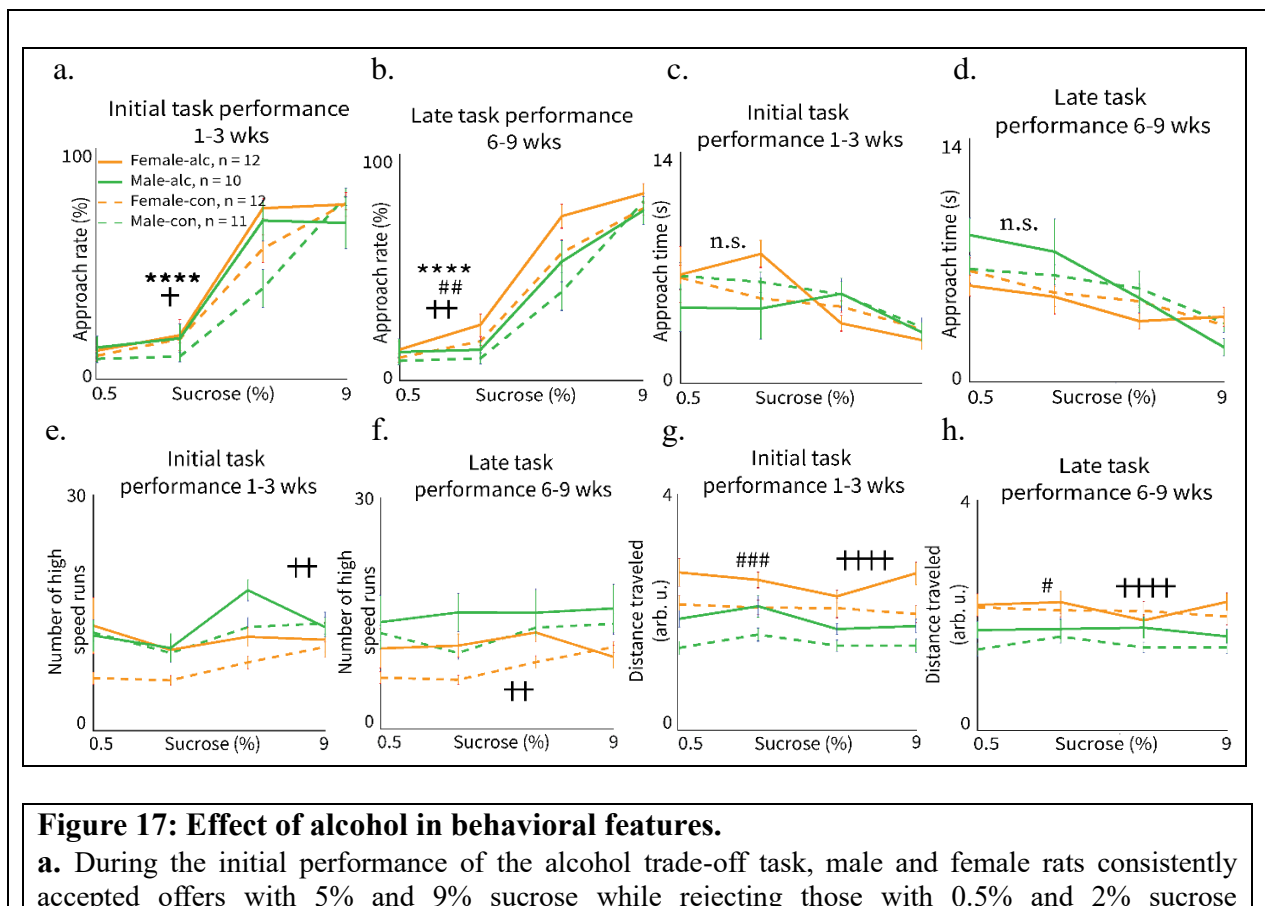 a.
b.
c.
d.
Initial task performance
1-3 wks
Late task performance
6-9 wks
Initial task
performance 1-3 wks
Late task
performance 6-9 wks
100
Female-alc, n = 12
Male-alc, n = 10
Female-con, n = 12
Male-con, n = 11
Approach rate (%)
****
+
0
0.5
Sucrose (%)
9
100
Approach rate (%)
****
##
++
0
0.5
Sucrose (%)
9
14
Approach time (s)
n.s.
0
0.5
Sucrose (%)
9
14
Approach time (s)
n.s.
0
0.5
Sucrose (%)
9
e.
f.
g.
h.
Initial task
performance 1-3 wks
Late task
performance 6-9 wks
Initial task
performance 1-3 wks
Late task
performance 6-9 wks
30
Number of high
speed runs
++
0
0.5
Sucrose (%)
9
30
Number of high
speed runs
++
0
0.5
Sucrose (%)
9
4
Distance traveled
(arb. u.)
###
++++
0
0.5
Sucrose (%)
9
4
Distance traveled
(arb. u.)
#
++++
0
0.5
Sucrose (%)
9
Figure 17: Effect of alcohol in behavioral features.
a. During the initial performance of the alcohol trade-off task, male and female rats consistently
accepted offers with 5% and 9% sucrose while rejecting those with 0.5% and 2% sucrose